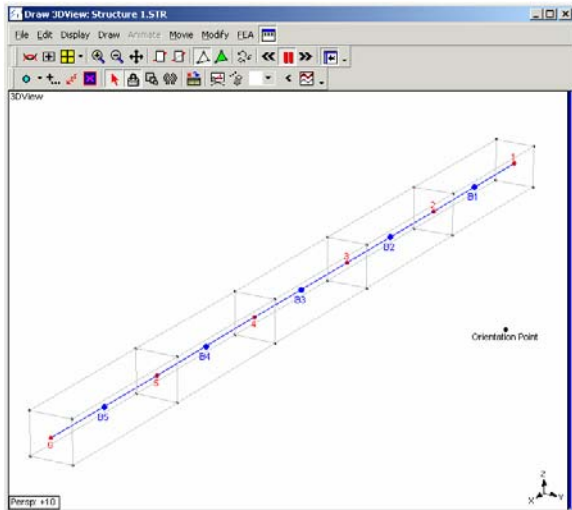 Draw 3DView: Structure 1.STR
File Edit Display Draw Animate Movie Modify FEA
3DView
1
B1
2
B2
3
B3
Orientation Point
4
B4
5
B5
6
Z
X Y
Persp: +10